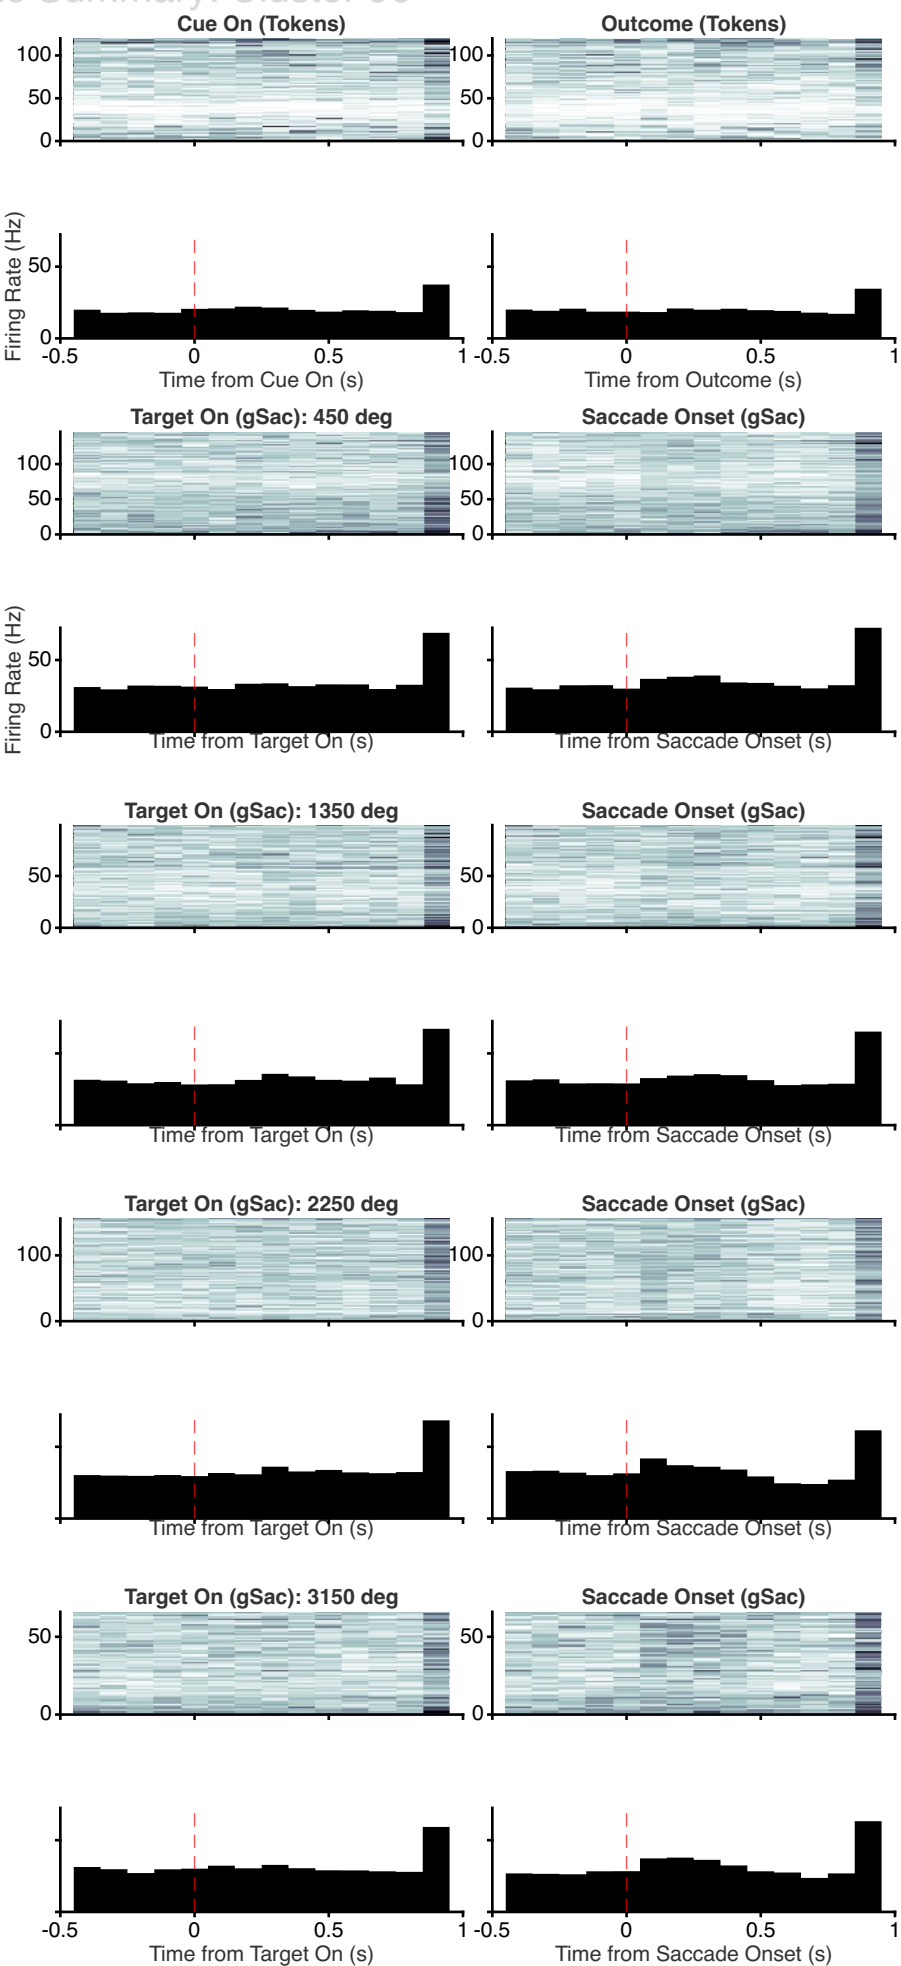 Summary: Cluster
Cue On (Tokens) Outcome (Tokens)
100 100
50 50
0 0
Firing Rate (Hz)
50
0
-0.5 0 0.5 1 -0.5 0 0.5 1
Time from Cue On (s) Time from Outcome (s)
Target On (gSac): 450 deg Saccade Onset (gSac)
100 100
50 50
0 0
Firing Rate (Hz)
50
0
Time from Target On (s) Time from Saccade Onset (s)
Target On (gSac): 1350 deg Saccade Onset (gSac)
50 50
0 0
Time from Target On (s) Time from Saccade Onset (s)
Target On (gSac): 2250 deg Saccade Onset (gSac)
100 100
0 0
Time from Target On (s) Time from Saccade Onset (s)
Target On (gSac): 3150 deg Saccade Onset (gSac)
50 50
0 0
-0.5 0 0.5 1 -0.5 0 0.5 1
Time from Target On (s) Time from Saccade Onset (s)